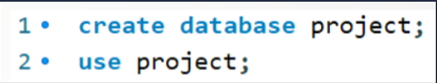 1 • create database project;
2 • use project;